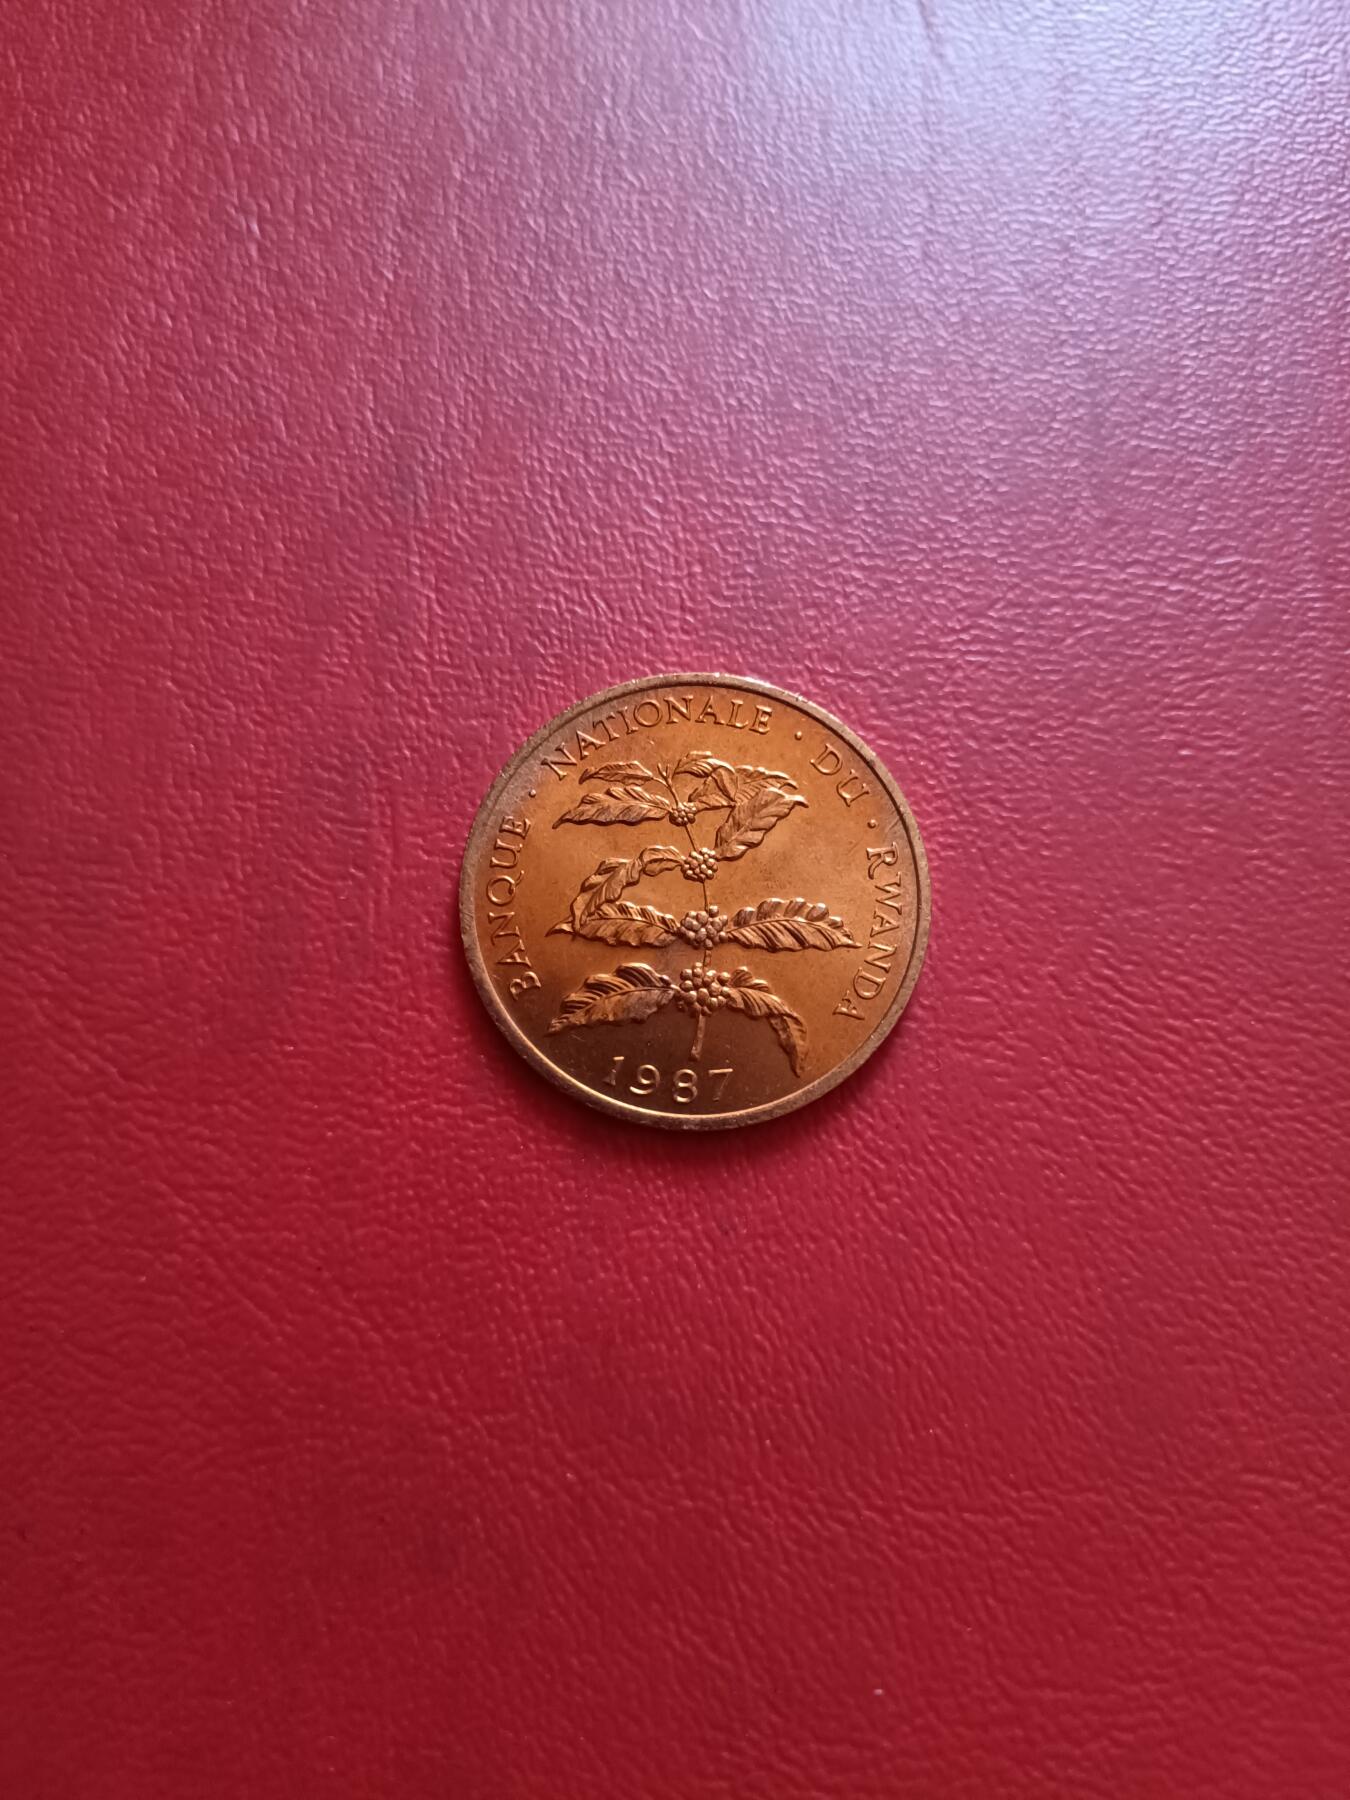 BANQUE · NATIONALE · DU · RWANDA
1987